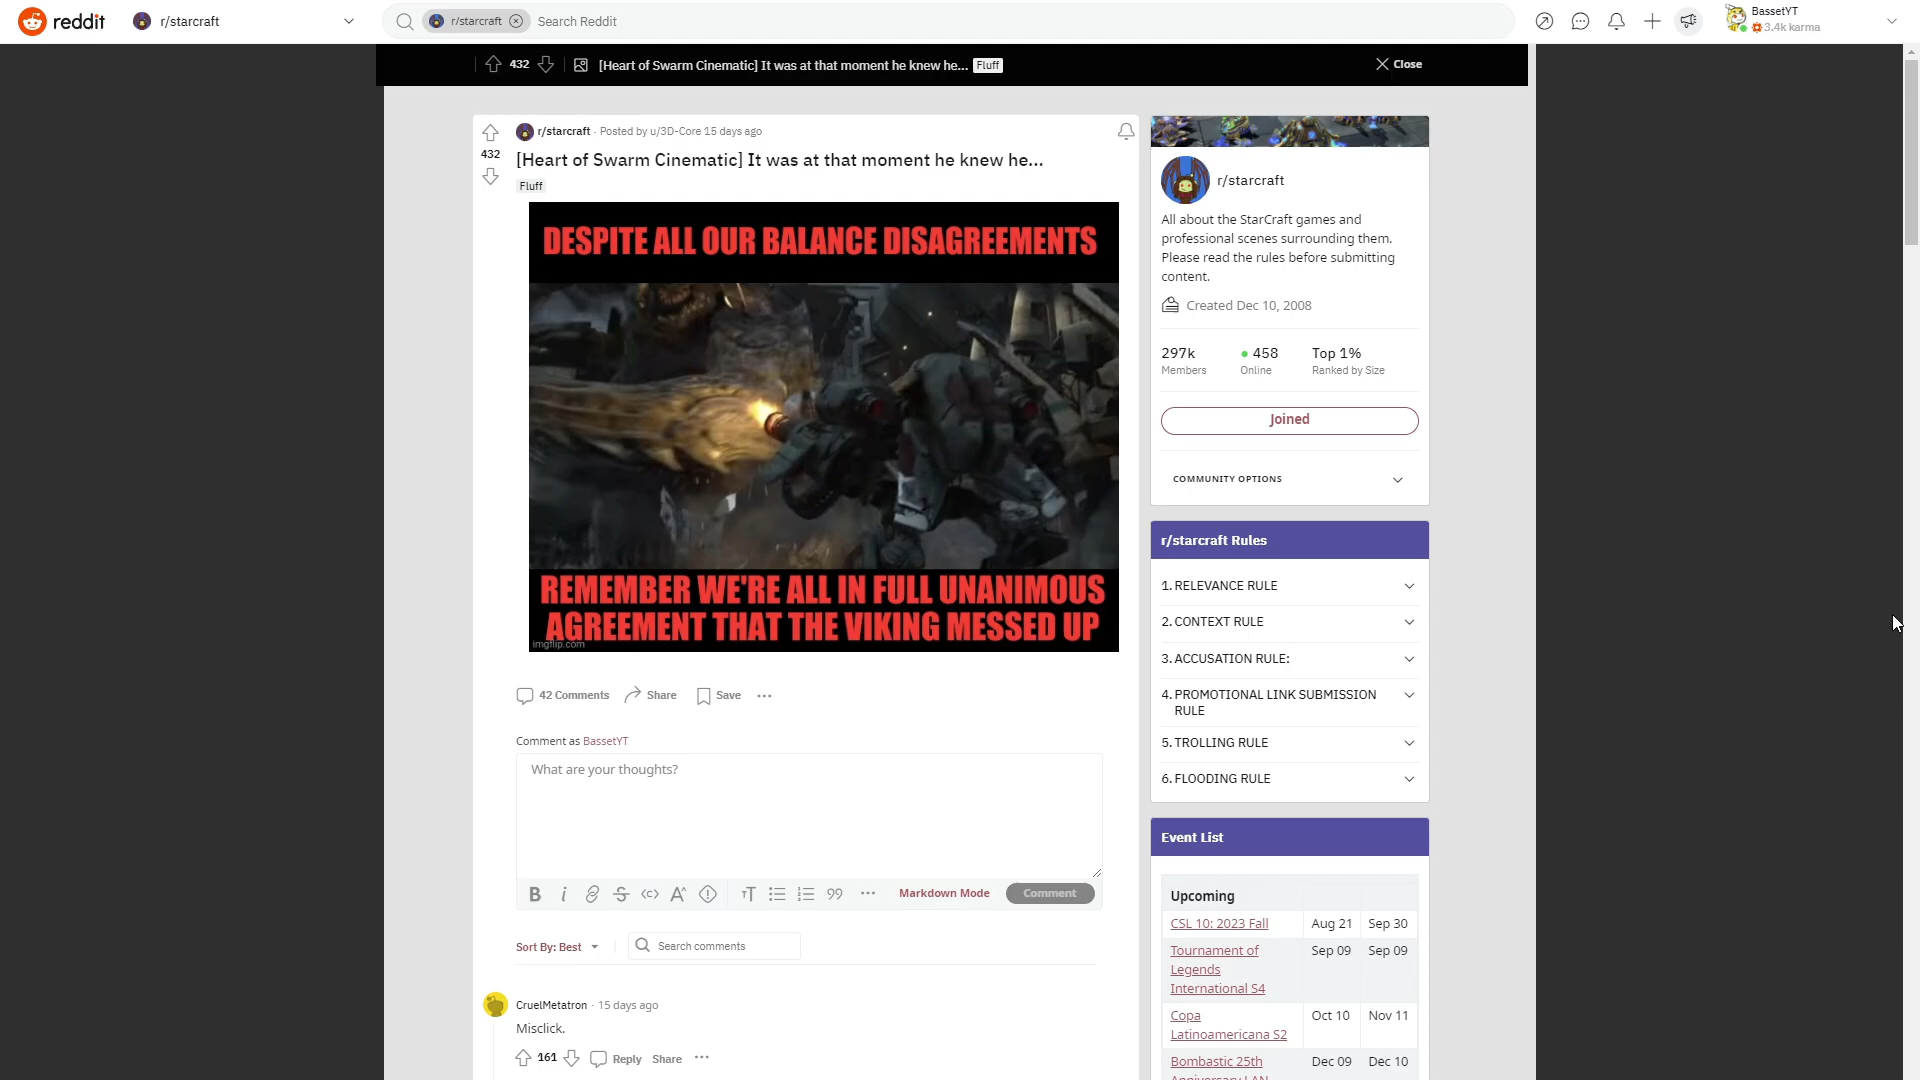 reddit
r/starcraft
r/starcraft
Search Reddit
BassetYT
3.4k karma
432
[Heart of Swarm Cinematic] It was at that moment he knew he...
Fluff
Close
r/starcraft · Posted by u/3D-Core 15 days ago
432
[Heart of Swarm Cinematic] It was at that moment he knew he...
Fluff
DESPITE ALL OUR BALANCE DISAGREEMENTS
REMEMBER WE'RE ALL IN FULL UNANIMOUS
AGREEMENT THAT THE VIKING MESSED UP
imgflip.com
42 Comments
Share
Save
Comment as BassetYT
What are your thoughts?
Markdown Mode
Comment
Sort By: Best
Search comments
CruelMetatron · 15 days ago
Misclick.
161
Reply
Share
r/starcraft
All about the StarCraft games and
professional scenes surrounding them.
Please read the rules before submitting
content.
Created Dec 10, 2008
297k
458
Top 1%
Members
Online
Ranked by Size
Joined
COMMUNITY OPTIONS
r/starcraft Rules
1. RELEVANCE RULE
2. CONTEXT RULE
3. ACCUSATION RULE:
4. PROMOTIONAL LINK SUBMISSION
RULE
5. TROLLING RULE
6. FLOODING RULE
Event List
Upcoming
CSL 10: 2023 Fall Aug 21 Sep 30
Tournament of Sep 09 Sep 09
Legends
International S4
Copa Oct 10 Nov 11
Latinoamericana S2
Bombastic 25th Dec 09 Dec 10
Anniversary LAN